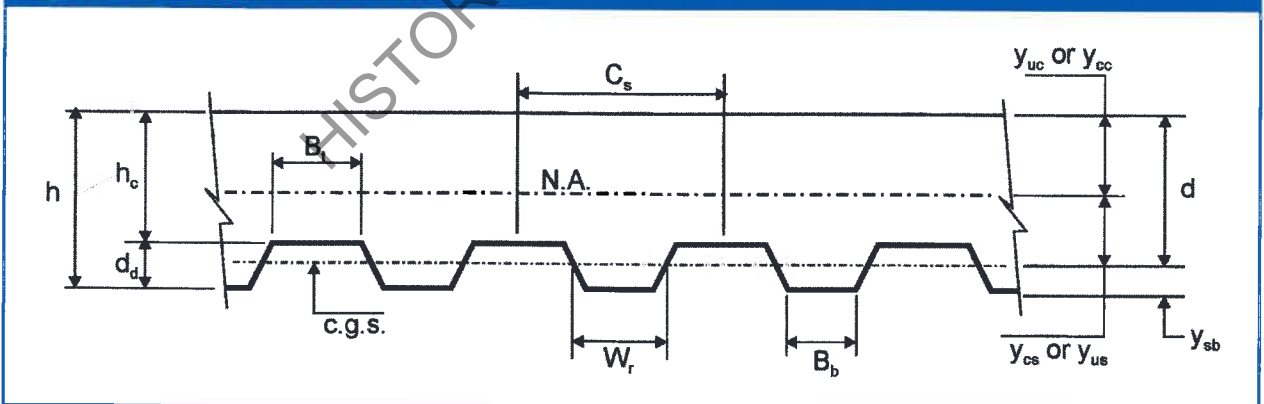 HISTOR
y_uc or y_cc
C_s
B_t
h_c
N.A.
h
d
d_d
c.g.s.
W_r
B_b
y_cs or y_us
y_sb